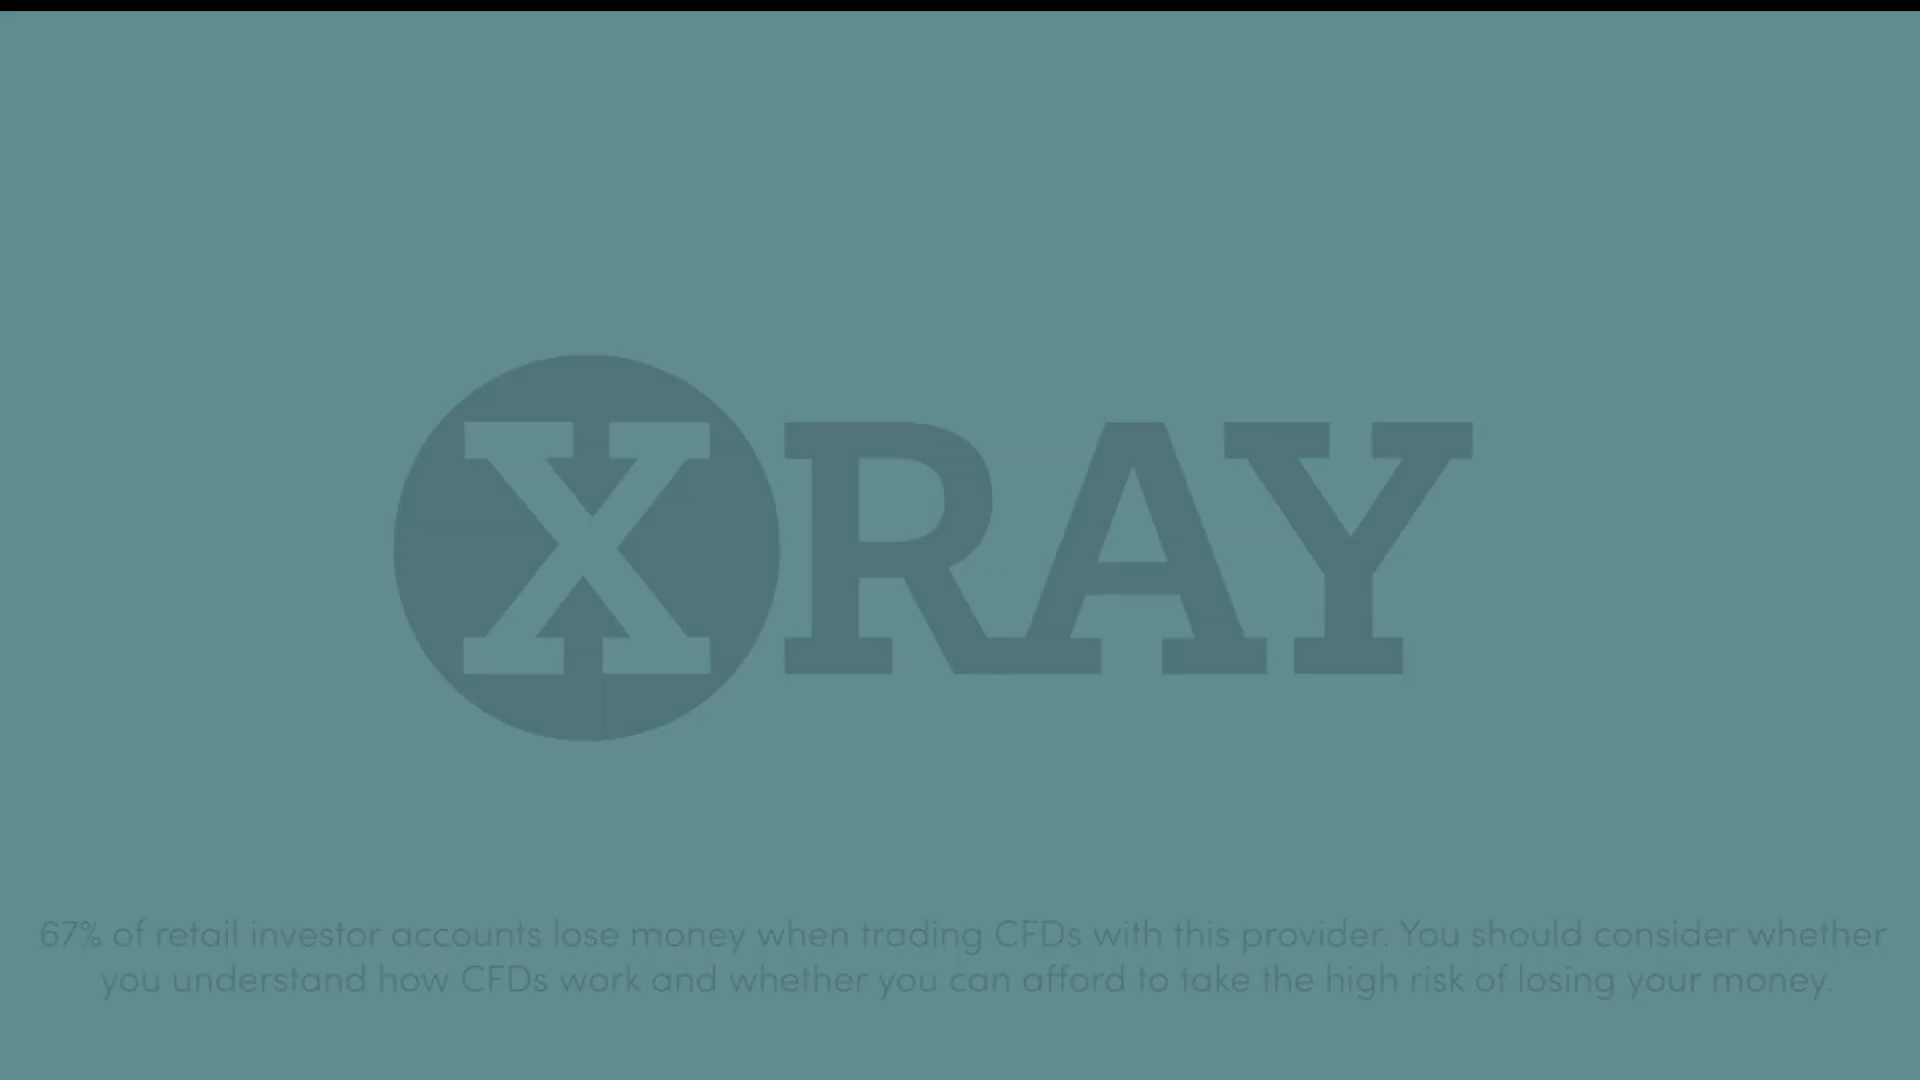 XRAY
67% of retail investor accounts lose money when trading CFDs with this provider. You should consider whether
you understand how CFDs work and whether you can afford to take the high risk of losing your money.